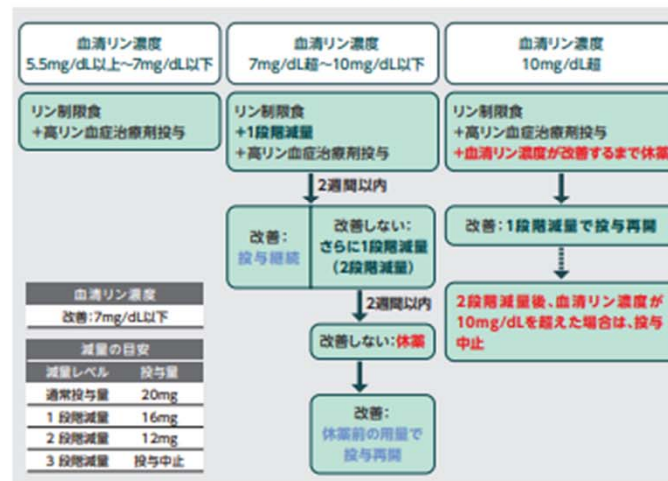 血清リン濃度
5.5mg/dL以上～7mg/dL以下
リン制限食
+高リン血症治療剤投与
血清リン濃度
7mg/dL超～10mg/dL以下
リン制限食
+1段階減量
+高リン血症治療剤投与
2週間以内
改善：
投与継続
改善しない：
さらに1段階減量
（2段階減量）
2週間以内
改善しない：休薬
改善：
休薬前の用量で
投与再開
血清リン濃度
10mg/dL超
リン制限食
+高リン血症治療剤投与
+血清リン濃度が改善するまで休薬
改善：1段階減量で投与再開
2段階減量後、血清リン濃度が
10mg/dLを超えた場合は、投与
中止
血清リン濃度
改善：7mg/dL以下
減量の目安
減量レベル 投与量
通常投与量 20mg
1 段階減量 16mg
2 段階減量 12mg
3 段階減量 投与中止